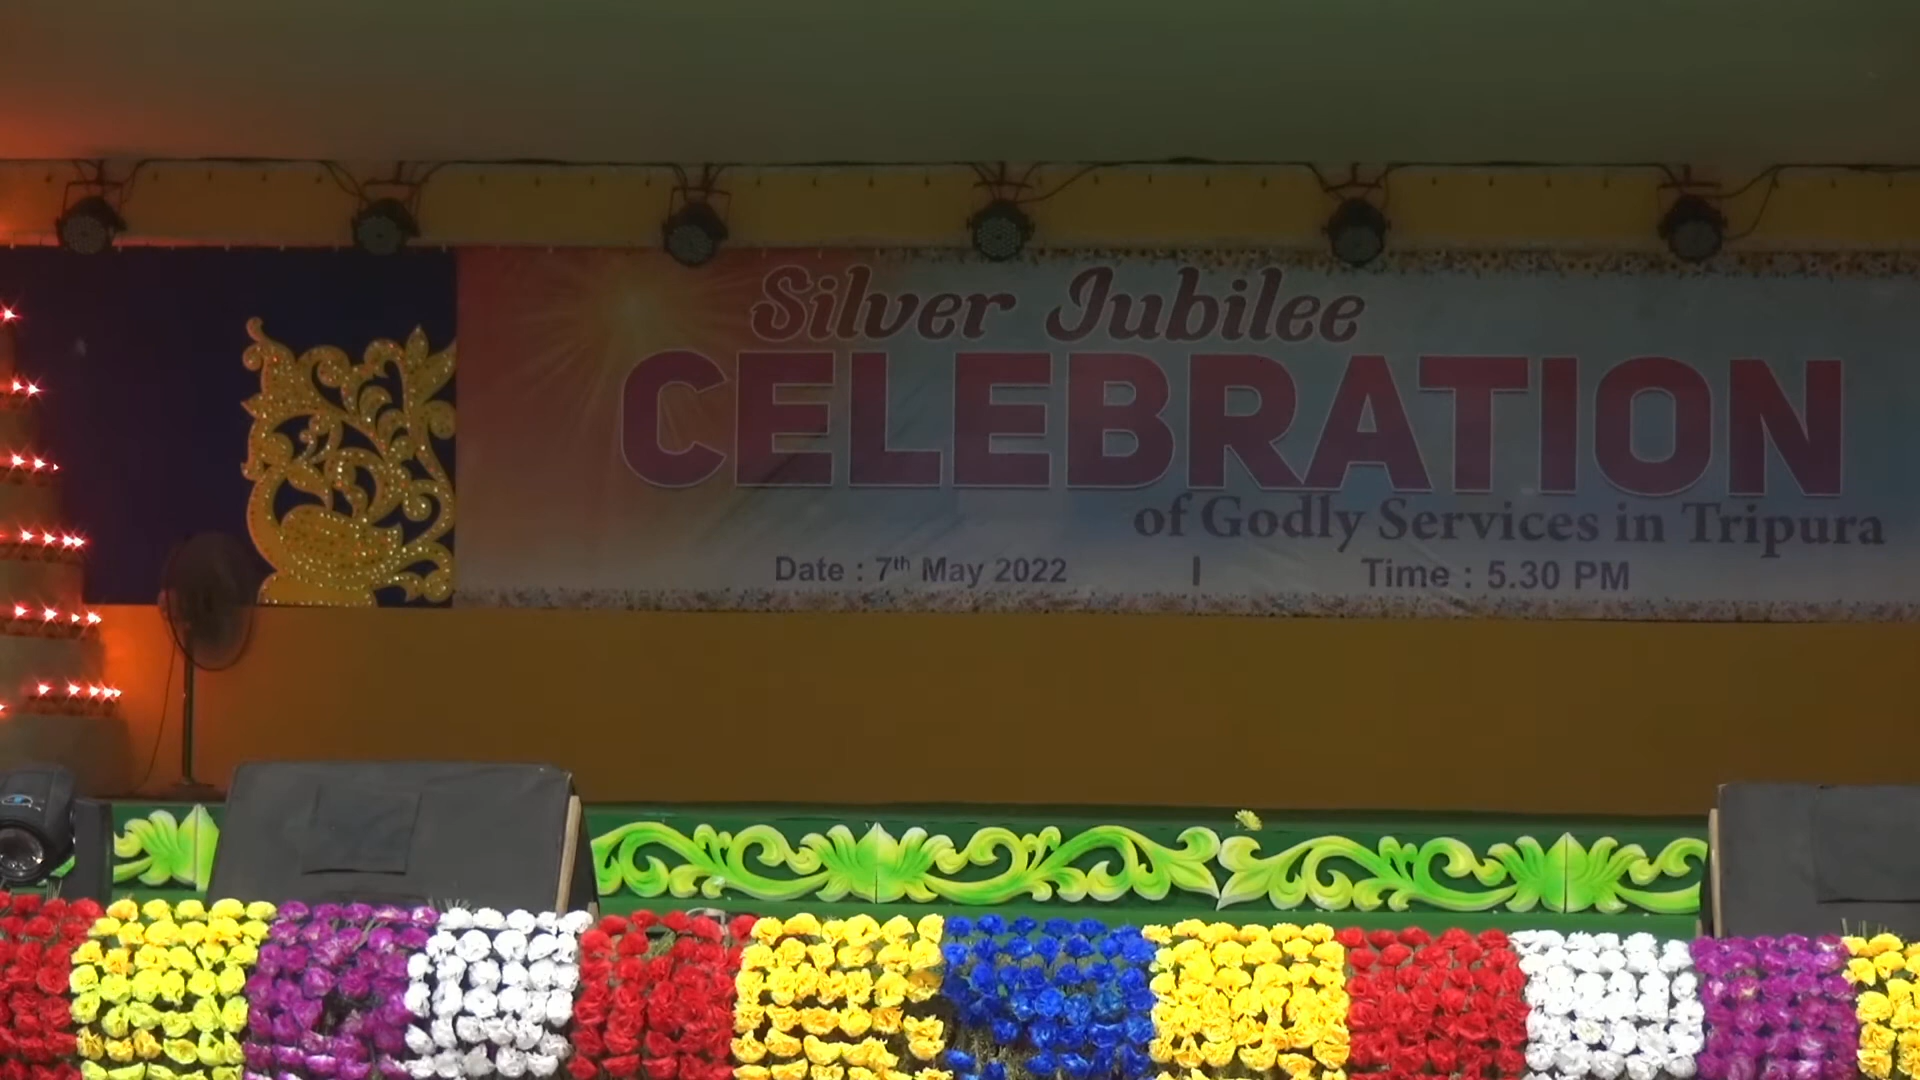 Silver Jubilee
CELEBRATION
of Godly Services in Tripura
Date : 7th May 2022 | Time : 5.30 PM